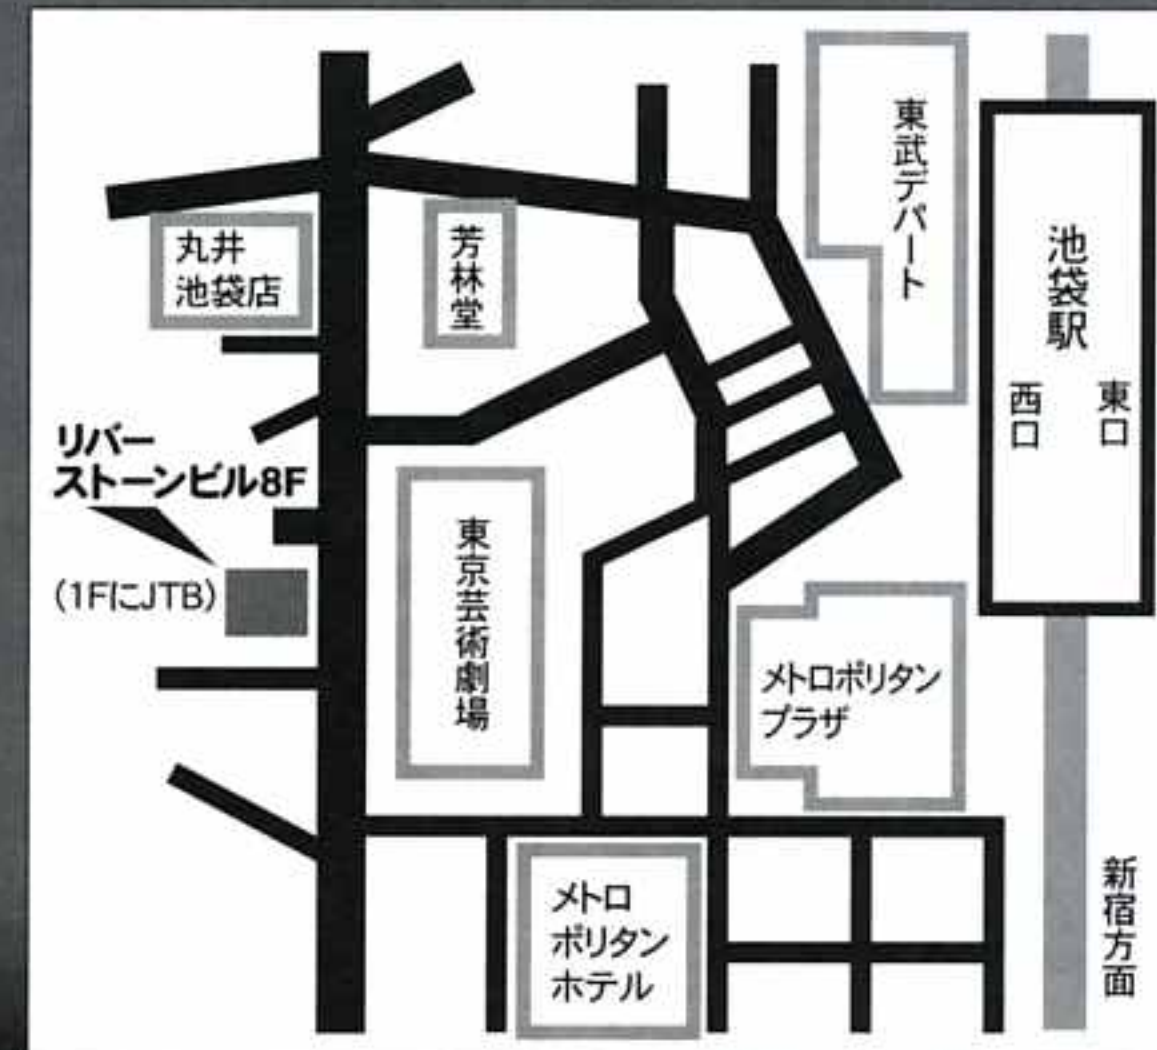 東武デパート
池袋駅
西口
東口
丸井
池袋店
芳林堂
リバー
ストーンビル8F
(1FにJTB)
東京芸術劇場
メトロポリタン
プラザ
メトロ
ポリタン
ホテル
新宿方面